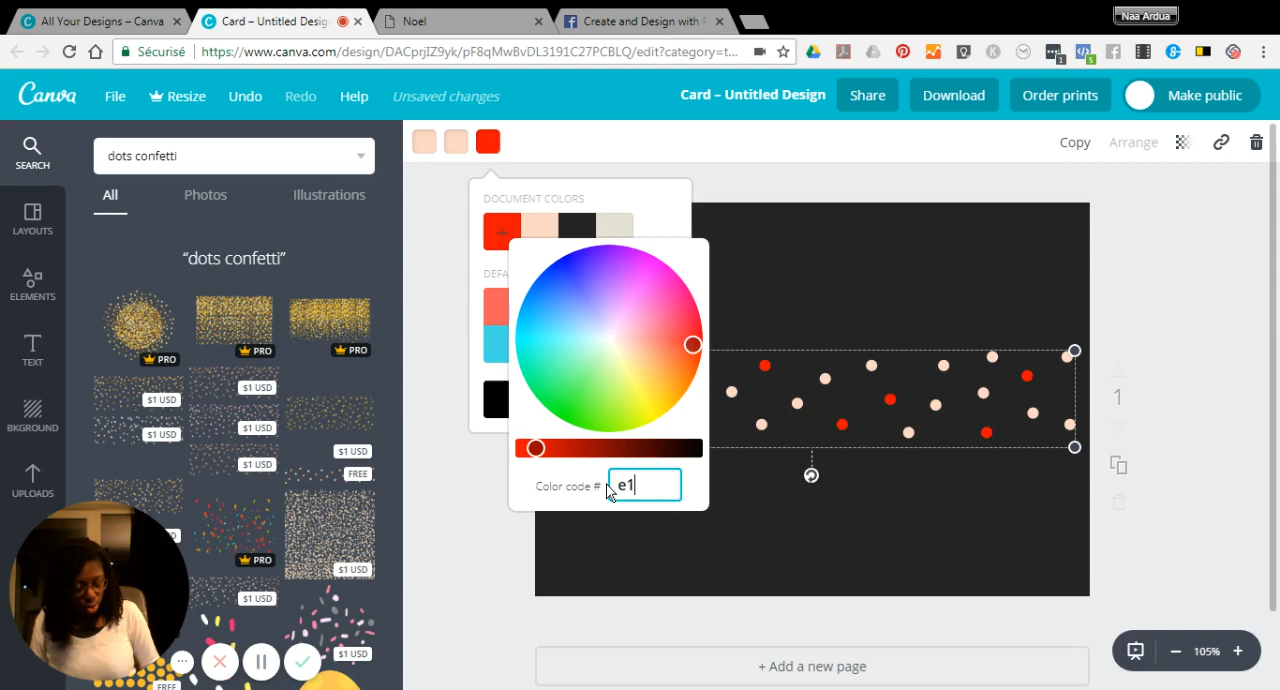 Naa Ardua
All Your Designs – Canva
Card – Untitled Desig
Noel
Create and Design with P
Sécurisé
https://www.canva.com/design/DACprjIZ9yk/pF8qMwBvDL3191C27PCBLQ/edit?category=t...
Canva
File
Resize
Undo
Redo
Help
Unsaved changes
Card – Untitled Design
Share
Download
Order prints
Make public
SEARCH
LAYOUTS
ELEMENTS
TEXT
BKGROUND
UPLOADS
dots confetti
All
Photos
Illustrations
“dots confetti”
PRO
PRO
PRO
$1 USD
$1 USD
$1 USD
$1 USD
$1 USD
$1 USD
FREE
PRO
$1 USD
$1 USD
$1 USD
FREE
Copy
Arrange
DOCUMENT COLORS
DEFA
Color code #
e1
1
+ Add a new page
105%